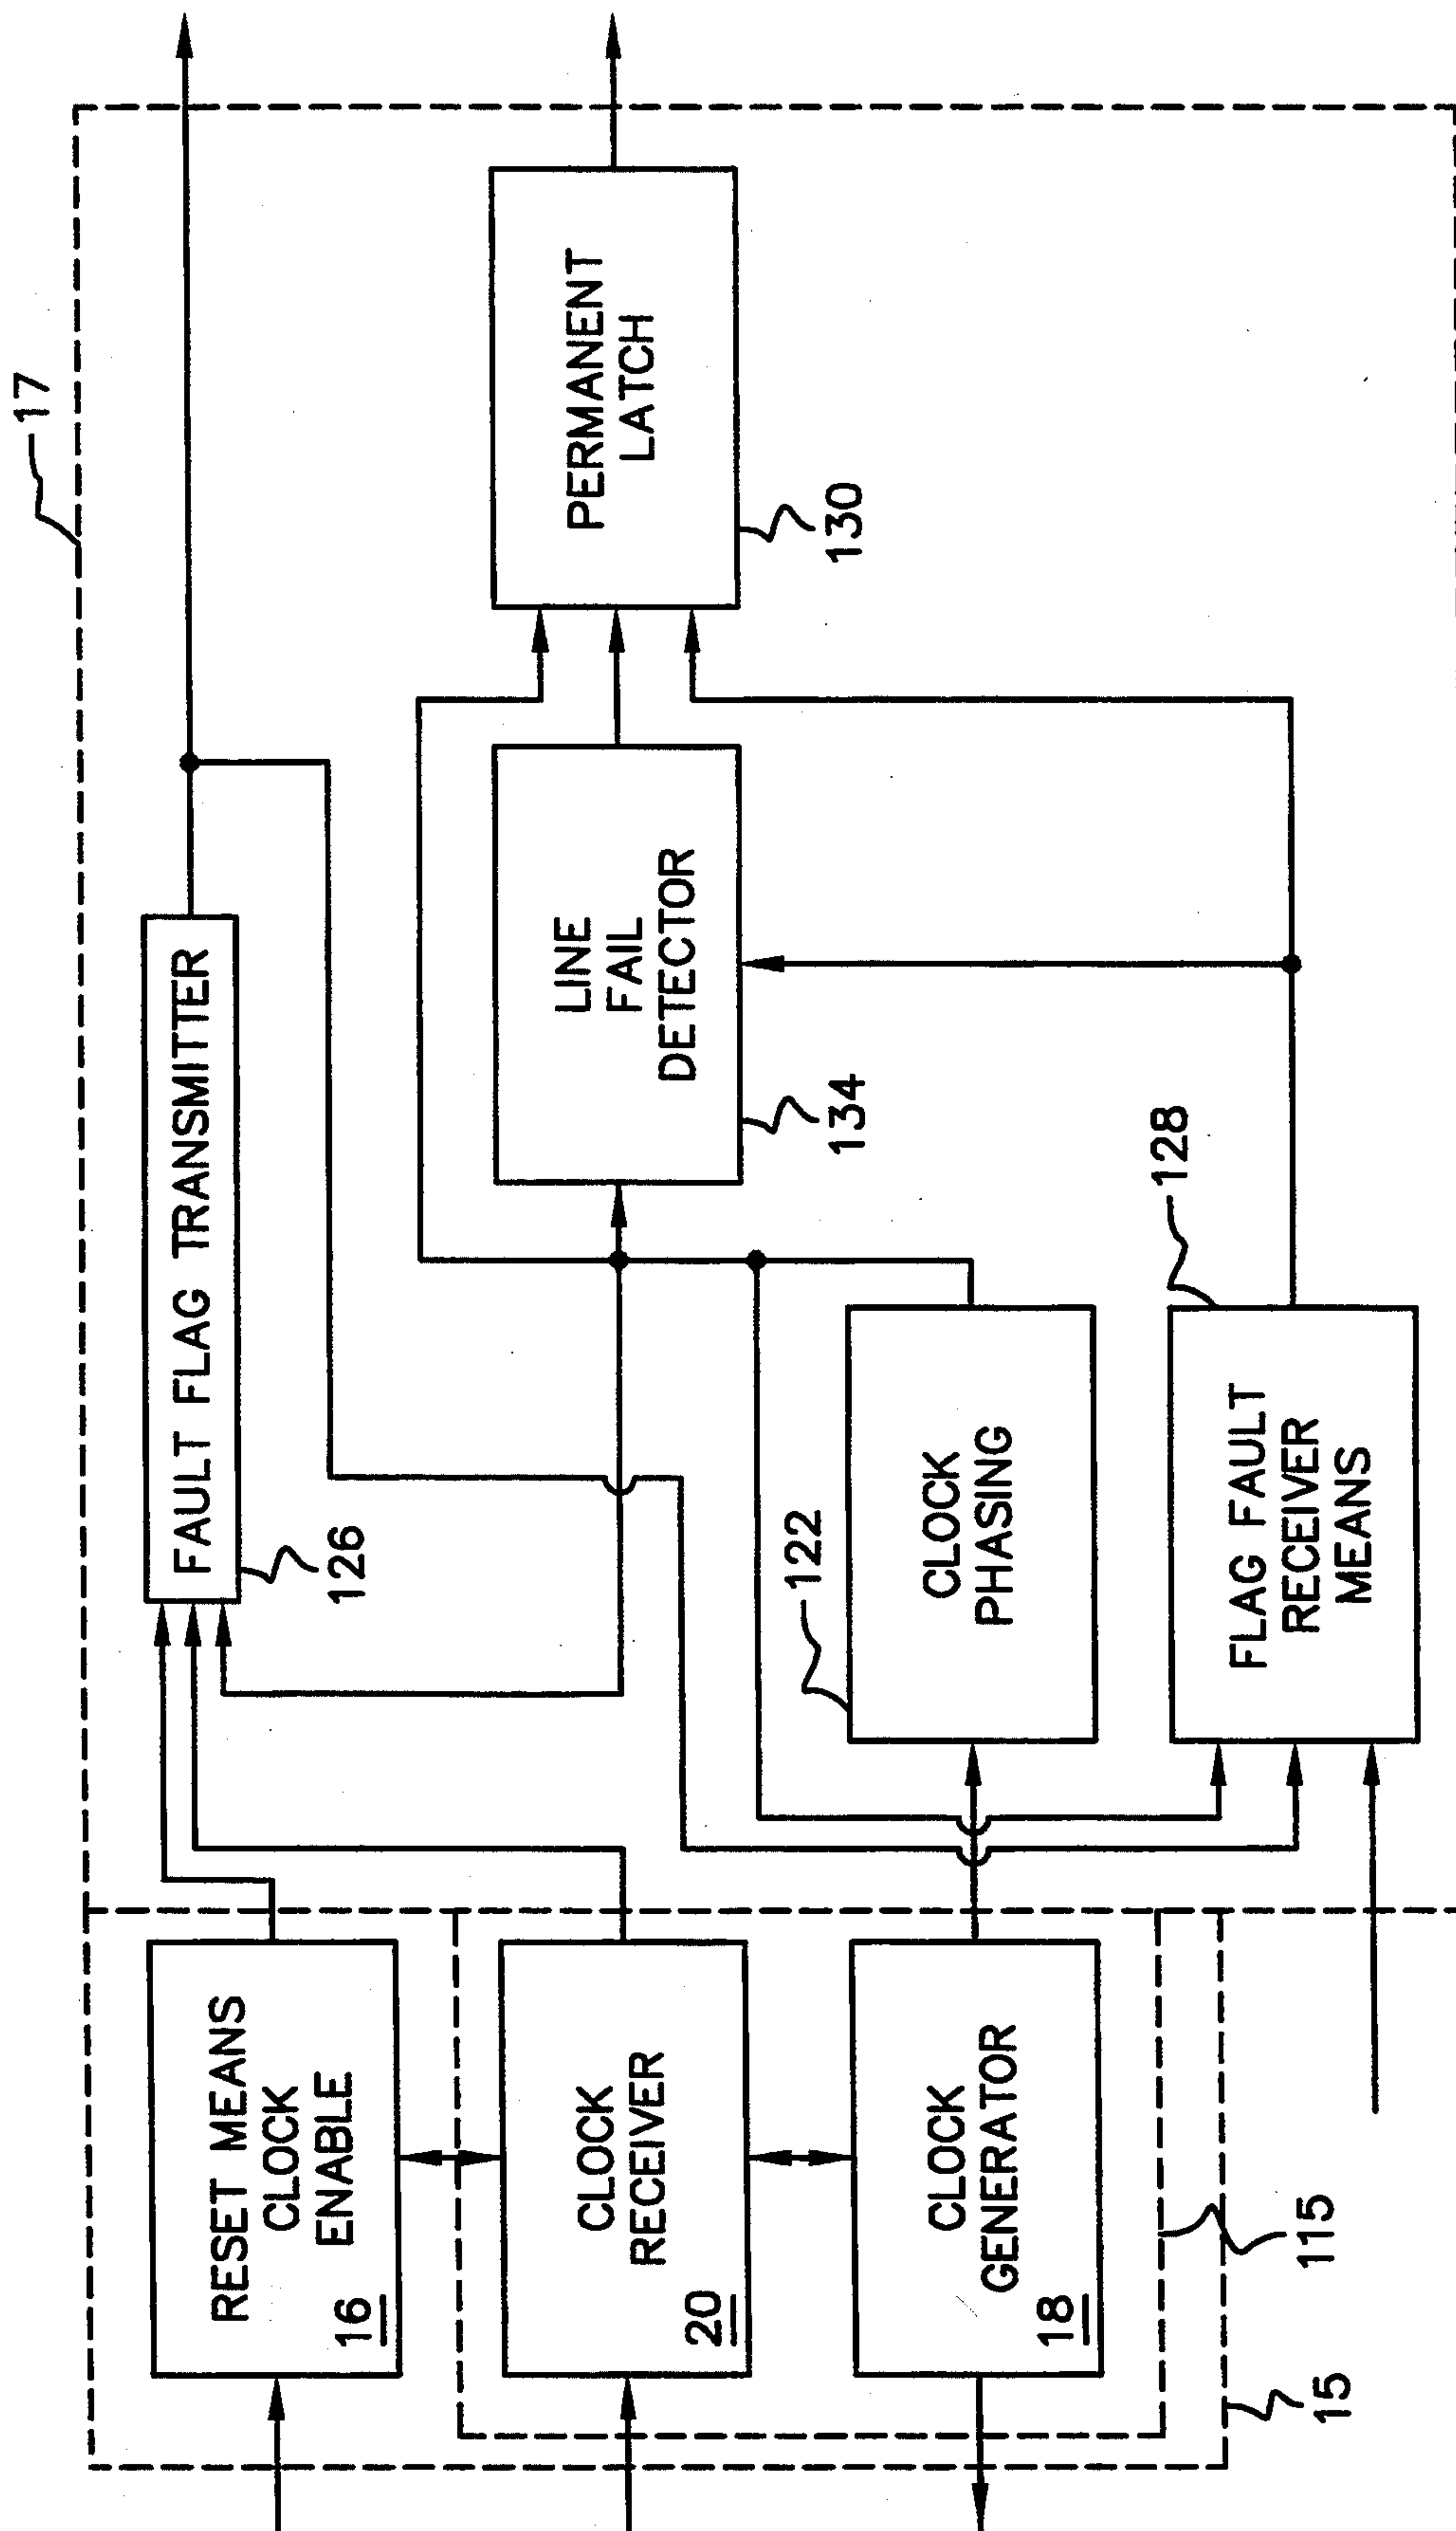 17
FAULT FLAG TRANSMITTER
126
PERMANENT
LATCH
130
LINE
FAIL
DETECTOR
134
RESET MEANS
CLOCK
ENABLE
16
CLOCK
RECEIVER
20
CLOCK
GENERATOR
18
122
CLOCK
PHASING
128
FLAG FAULT
RECEIVER
MEANS
115
15